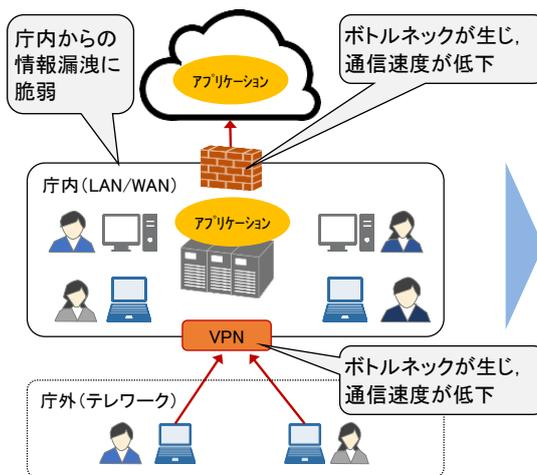 庁内からの
情報漏洩に
脆弱
ボトルネックが生じ，
通信速度が低下
アプリケーション
庁内（LAN/WAN）
アプリケーション
VPN
ボトルネックが生じ，
通信速度が低下
庁外（テレワーク）